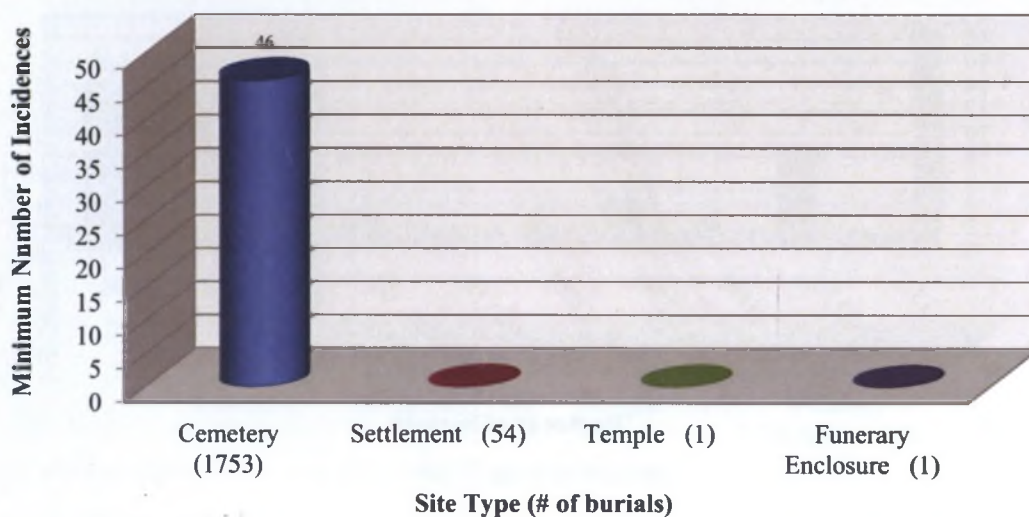 46
Minimum Number of Incidences
50
45
40
35
30
25
20
15
10
5
0
Cemetery
(1753)
Settlement (54)
Temple (1)
Funerary
Enclosure (1)
Site Type (# of burials)